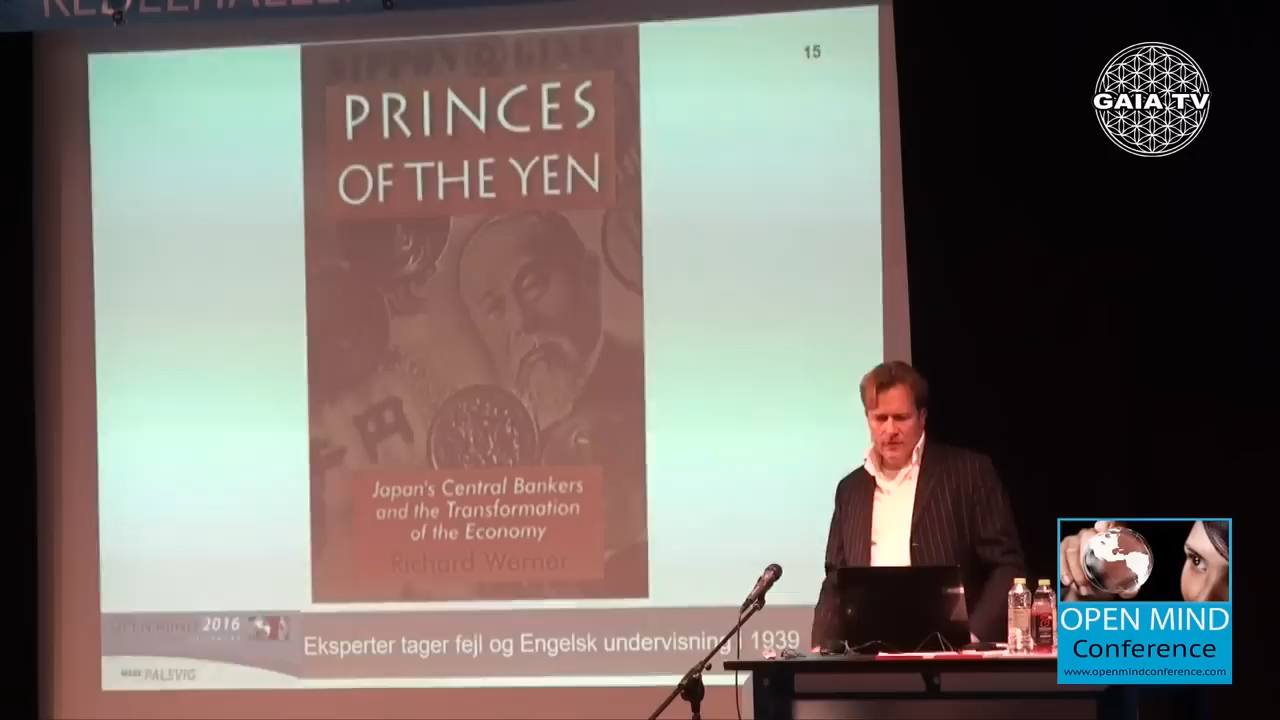 15
GAIA TV
PRINCES
OF THE YEN
Japan's Central Bankers
and the Transformation
of the Economy
Richard Werner
2016
Eksperter tager fejl og Engelsk undervisning i 1939
PALSVIG
OPEN MIND
Conference
www.openmindconference.com